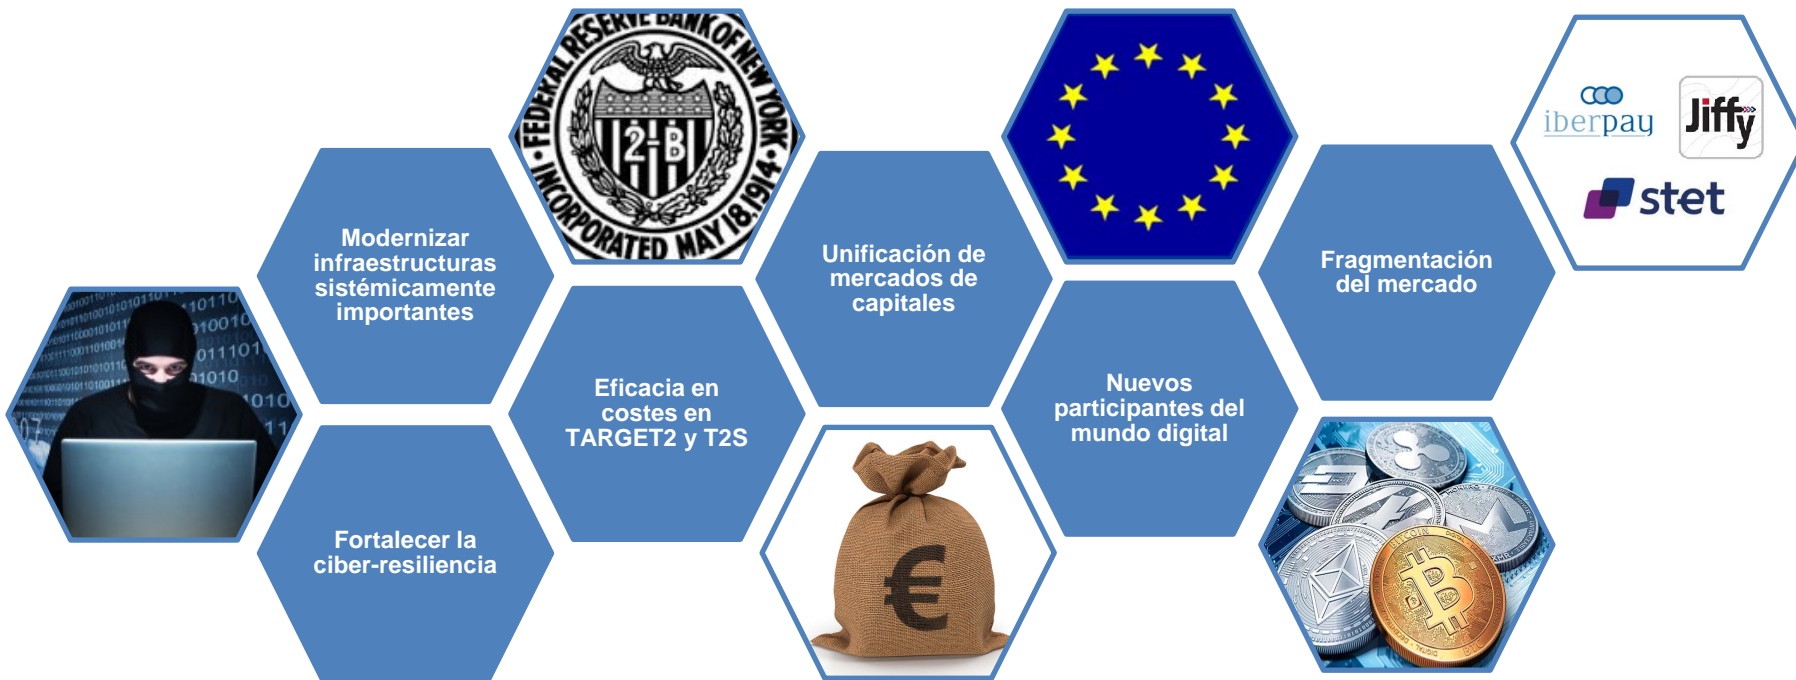 FEDERAL RESERVE BANK OF NEW YORK
INCORPORATED MAY 18, 1914
2-B
iberpay
Jiffy
stet
Modernizar
infraestructuras
sistémicamente
importantes
Unificación de
mercados de
capitales
Fragmentación
del mercado
Eficacia en
costes en
TARGET2 y T2S
Nuevos
participantes del
mundo digital
Fortalecer la
ciber-resiliencia
€
BITCOIN